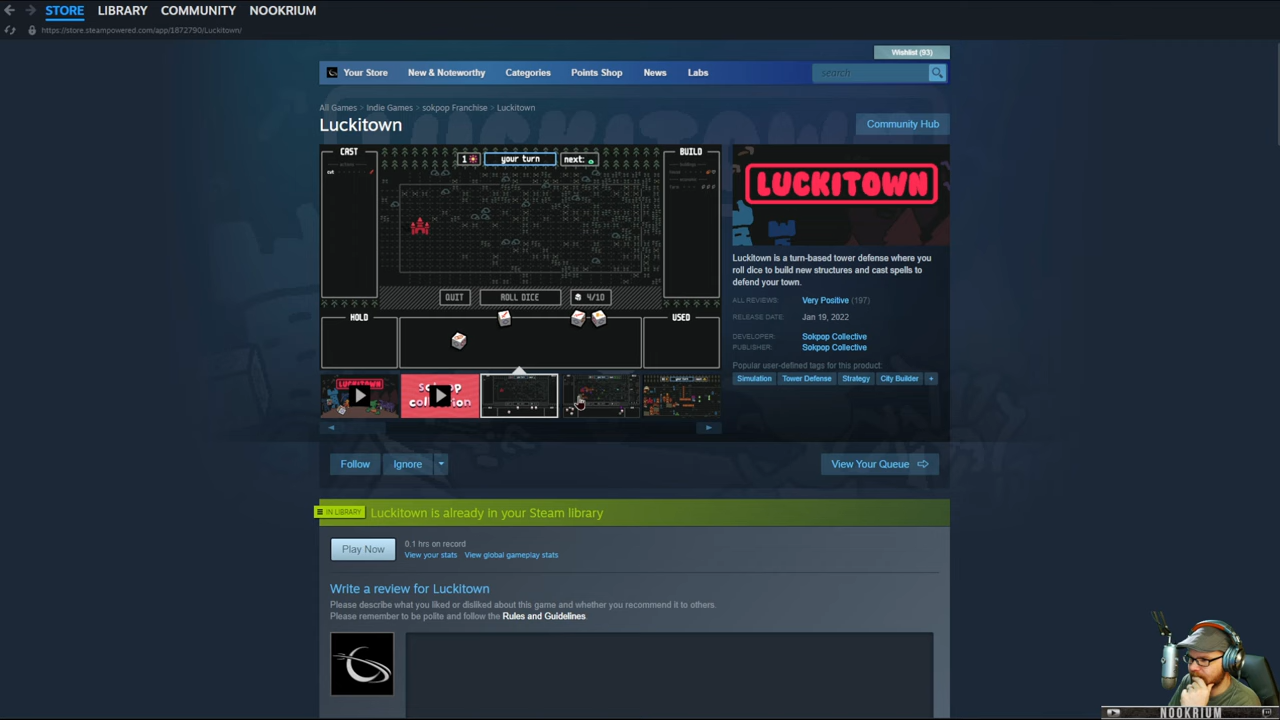 STORE LIBRARY COMMUNITY NOOKRIUM
https://store.steampowered.com/app/1872790/Luckitown/
Wishlist (93)
Your Store New & Noteworthy Categories Points Shop News Labs search
All Games > Indie Games > sokpop Franchise > Luckitown
Luckitown
Community Hub
CAST
1 your turn next:
BUILD
cut
LUCKITOWN
Luckitown is a turn-based tower defense where you
roll dice to build new structures and cast spells to
defend your town.
ALL REVIEWS: Very Positive (197)
RELEASE DATE: Jan 19, 2022
DEVELOPER: Sokpop Collective
PUBLISHER: Sokpop Collective
Popular user-defined tags for this product:
Simulation Tower Defense Strategy City Builder +
QUIT ROLL DICE 4/10
HOLD USED
LUCKITOWN
sokpop
collection
Follow Ignore View Your Queue
IN LIBRARY Luckitown is already in your Steam library
Play Now
0.1 hrs on record
View your stats View global gameplay stats
Write a review for Luckitown
Please describe what you liked or disliked about this game and whether you recommend it to others.
Please remember to be polite and follow the Rules and Guidelines.
NOOKRIUM